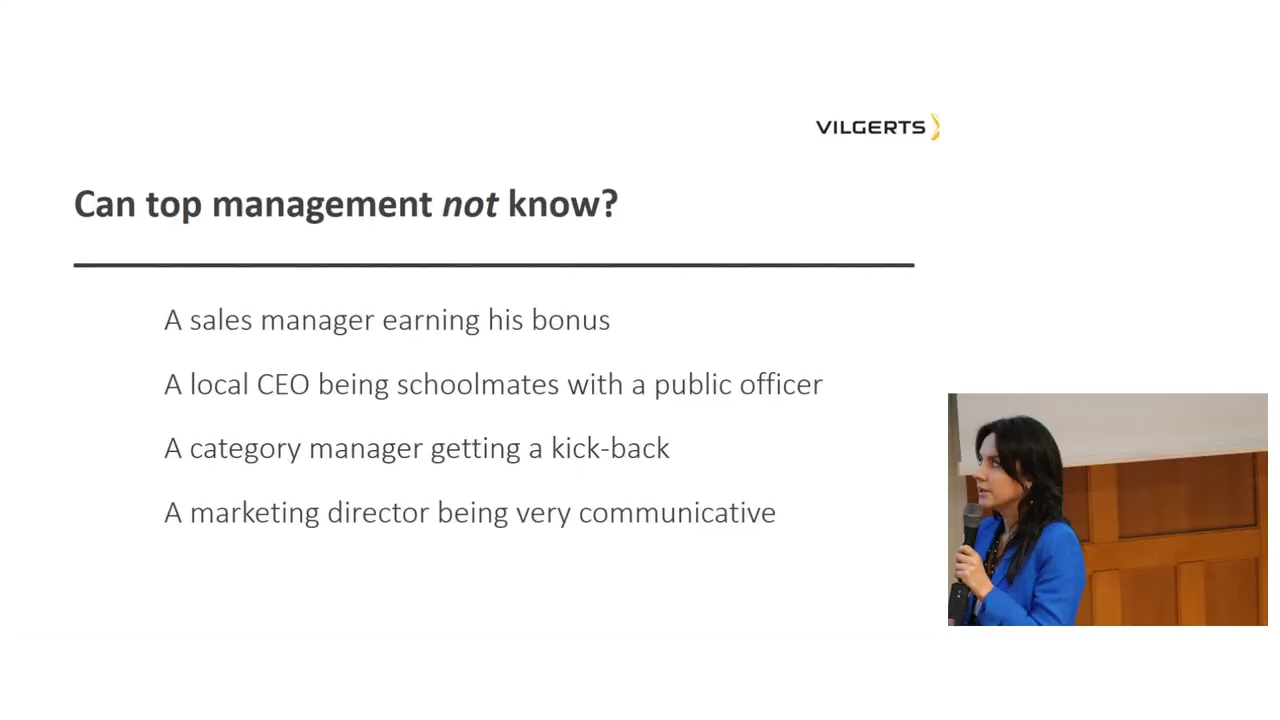 VILGERTS
Can top management not know?
A sales manager earning his bonus
A local CEO being schoolmates with a public officer
A category manager getting a kick-back
A marketing director being very communicative